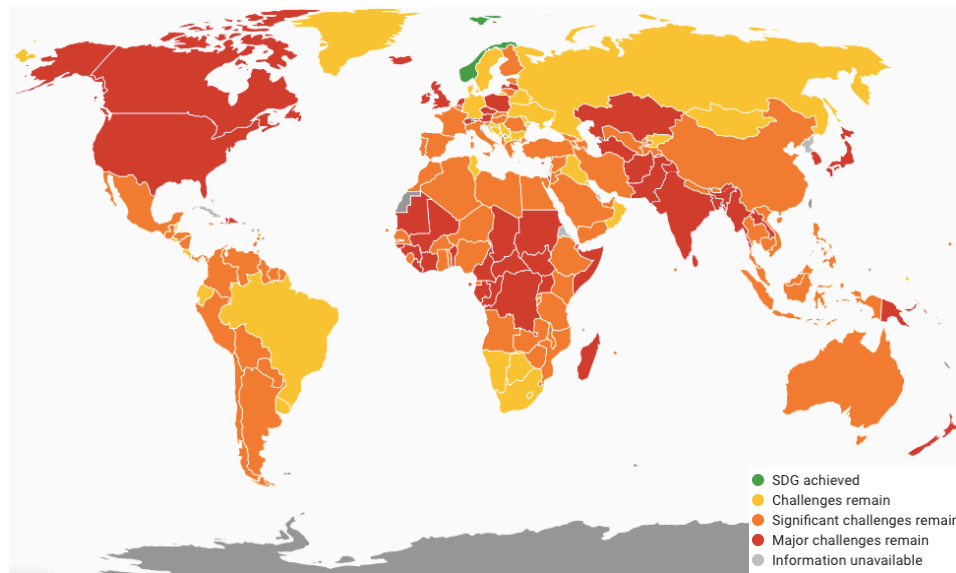 SDG achieved
Challenges remain
Significant challenges remain
Major challenges remain
Information unavailable